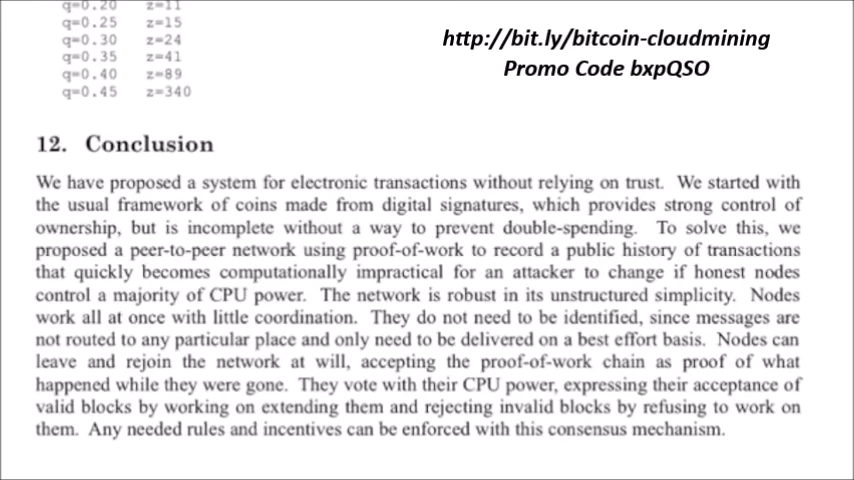 q=0.20 z=11
q=0.25 z=15
q=0.30 z=24
q=0.35 z=41
q=0.40 z=89
q=0.45 z=340
http://bit.ly/bitcoin-cloudmining
Promo Code bxpQSO
12. Conclusion
We have proposed a system for electronic transactions without relying on trust. We started with
the usual framework of coins made from digital signatures, which provides strong control of
ownership, but is incomplete without a way to prevent double-spending. To solve this, we
proposed a peer-to-peer network using proof-of-work to record a public history of transactions
that quickly becomes computationally impractical for an attacker to change if honest nodes
control a majority of CPU power. The network is robust in its unstructured simplicity. Nodes
work all at once with little coordination. They do not need to be identified, since messages are
not routed to any particular place and only need to be delivered on a best effort basis. Nodes can
leave and rejoin the network at will, accepting the proof-of-work chain as proof of what
happened while they were gone. They vote with their CPU power, expressing their acceptance of
valid blocks by working on extending them and rejecting invalid blocks by refusing to work on
them. Any needed rules and incentives can be enforced with this consensus mechanism.